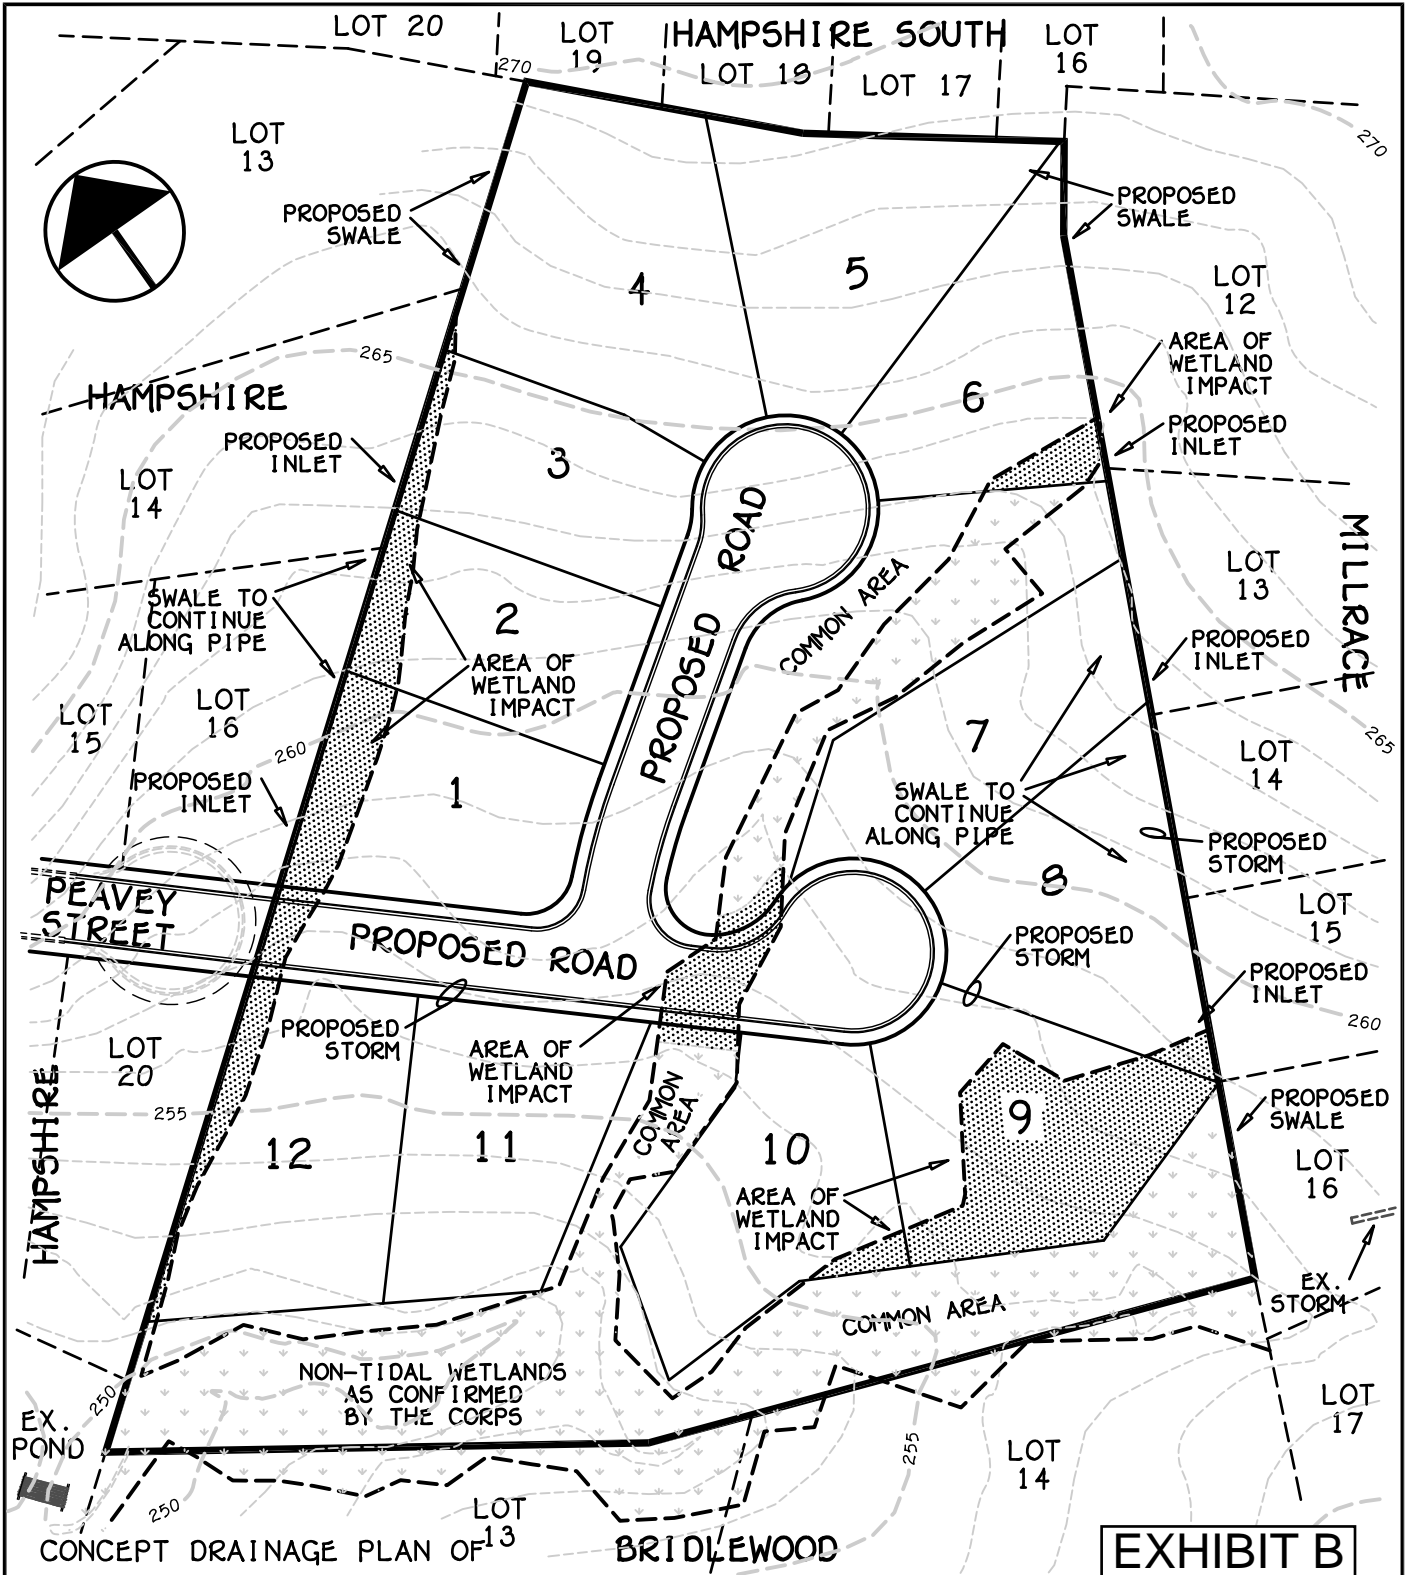 LOT 20
LOT
19
HAMPSHIRE SOUTH
LOT 18
LOT 17
LOT
16
270
270
LOT
13
PROPOSED
SWALE
PROPOSED
SWALE
4
5
LOT
12
AREA OF
WETLAND
IMPACT
265
HAMPSHIRE
6
PROPOSED
INLET
PROPOSED
INLET
3
LOT
14
ROAD
MILLRACE
LOT
13
COMMON AREA
SWALE TO
CONTINUE
ALONG PIPE
2
PROPOSED
AREA OF
WETLAND
IMPACT
PROPOSED
INLET
LOT
15
LOT
16
260
7
265
LOT
14
PROPOSED
INLET
1
SWALE TO
CONTINUE
ALONG PIPE
PROPOSED
STORM
8
PEAVEY
STREET
PROPOSED ROAD
PROPOSED
STORM
LOT
15
PROPOSED
INLET
260
PROPOSED
STORM
LOT
20
AREA OF
WETLAND
IMPACT
COMMON
AREA
HAMPSHIRE
255
12
11
10
9
PROPOSED
SWALE
LOT
16
AREA OF
WETLAND
IMPACT
EX.
STORM
COMMON AREA
NON-TIDAL WETLANDS
AS CONFIRMED
BY THE CORPS
250
EX.
POND
LOT
17
255
LOT
14
250
LOT
13
CONCEPT DRAINAGE PLAN OF
BRIDLEWOOD
EXHIBIT B